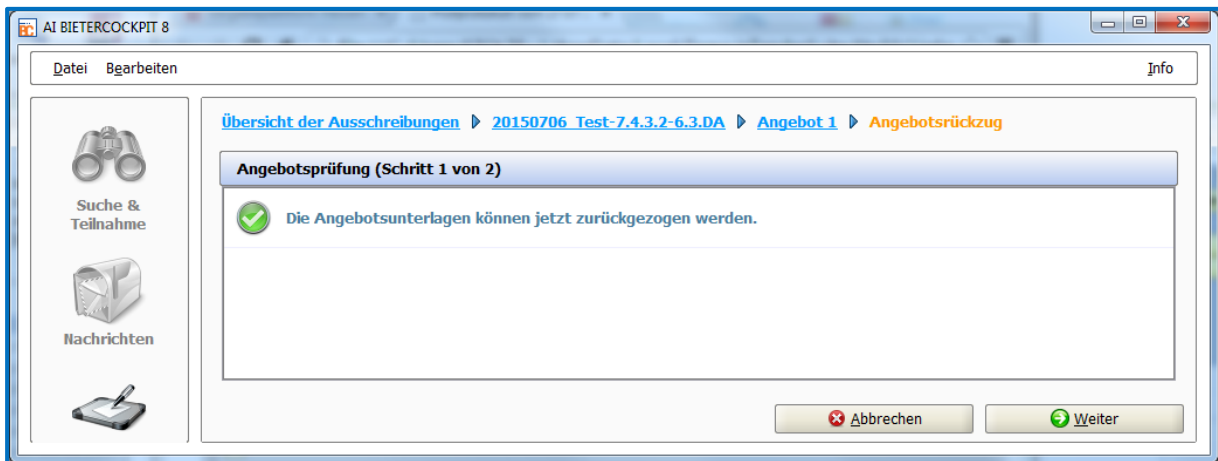 AI BIETERCOCKPIT 8
Datei Bearbeiten Info
Übersicht der Ausschreibungen 20150706_Test-7.4.3.2-6.3.DA Angebot 1 Angebotsrückzug
Angebotsprüfung (Schritt 1 von 2)
Die Angebotsunterlagen können jetzt zurückgezogen werden.
Suche &
Teilnahme
Nachrichten
Abbrechen Weiter